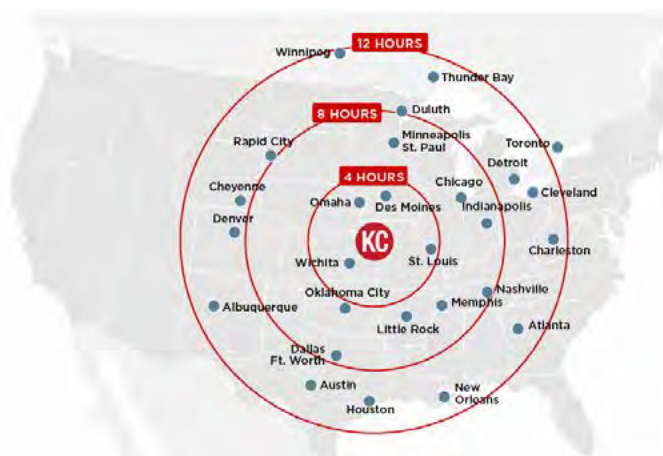 12 HOURS
Winnipeg
Thunder Bay
Duluth
8 HOURS
Minneapolis
St. Paul
Rapid City
Toronto
Detroit
4 HOURS
Chicago
Cheyenne
Omaha
Des Moines
Cleveland
Indianapolis
Denver
KC
Charleston
Wichita
St. Louis
Nashville
Oklahoma City
Memphis
Albuquerque
Little Rock
Atlanta
Dallas
Ft. Worth
Austin
New
Orleans
Houston